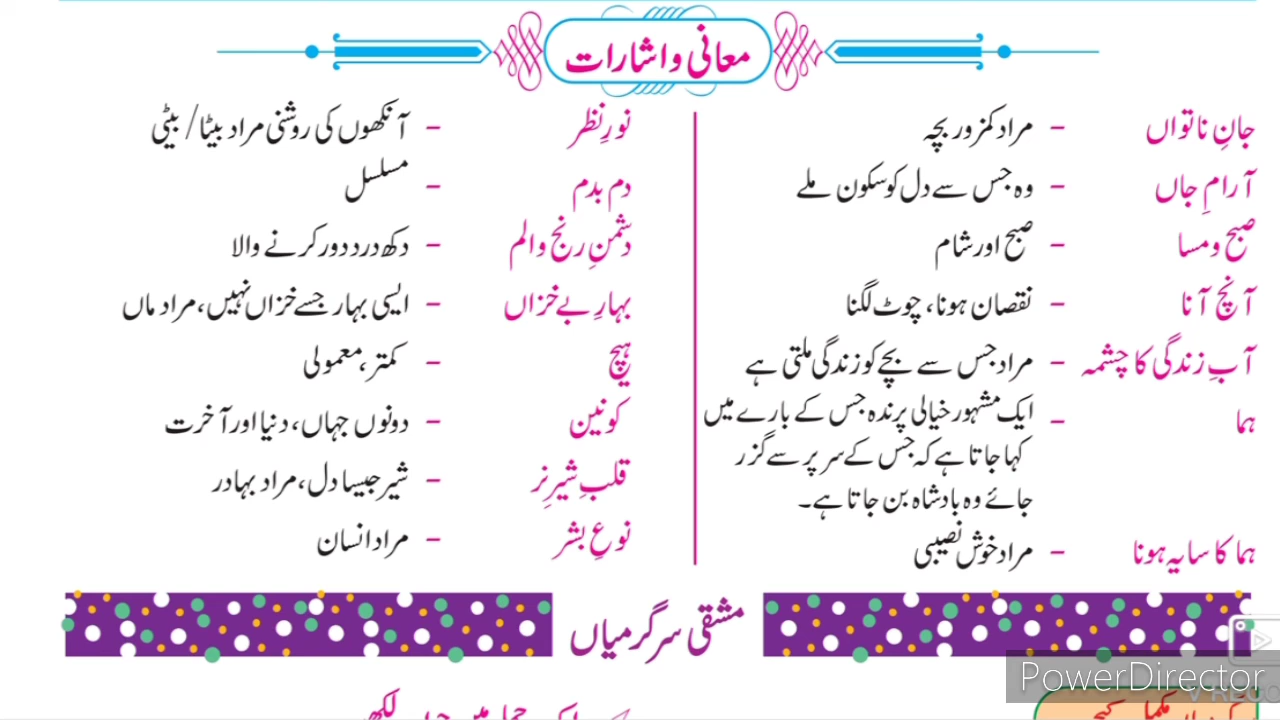 معانی و اشارات
جانِ ناتواں - مراد کمزور بچہ
آرامِ جاں - وہ جس سے دل کو سکون ملے
صبح و مسا - صبح اور شام
آنچ آنا - نقصان ہونا، چوٹ لگنا
آبِ زندگی کا چشمہ - مراد جس سے بچے کو زندگی ملتی ہے
ہما - ایک مشہور خیالی پرندہ جس کے بارے میں
کہا جاتا ہے کہ جس کے سر پر سے گزر
جائے وہ بادشاہ بن جاتا ہے۔
ہما کا سایہ ہونا - مراد خوش نصیبی
نورِ نظر - آنکھوں کی روشنی مراد بیٹا/ بیٹی
دم بدم - مسلسل
دشمنِ رنج و الم - دکھ درد دور کرنے والا
بہارِ بے خزاں - ایسی بہار جسے خزاں نہیں، مراد ماں
ہیچ - کمتر، معمولی
کونین - دونوں جہاں، دنیا اور آخرت
قلبِ شیرِ نر - شیر جیسا دل، مراد بہادر
نوعِ بشر - مراد انسان
مشقی سرگرمیاں
PowerDirector